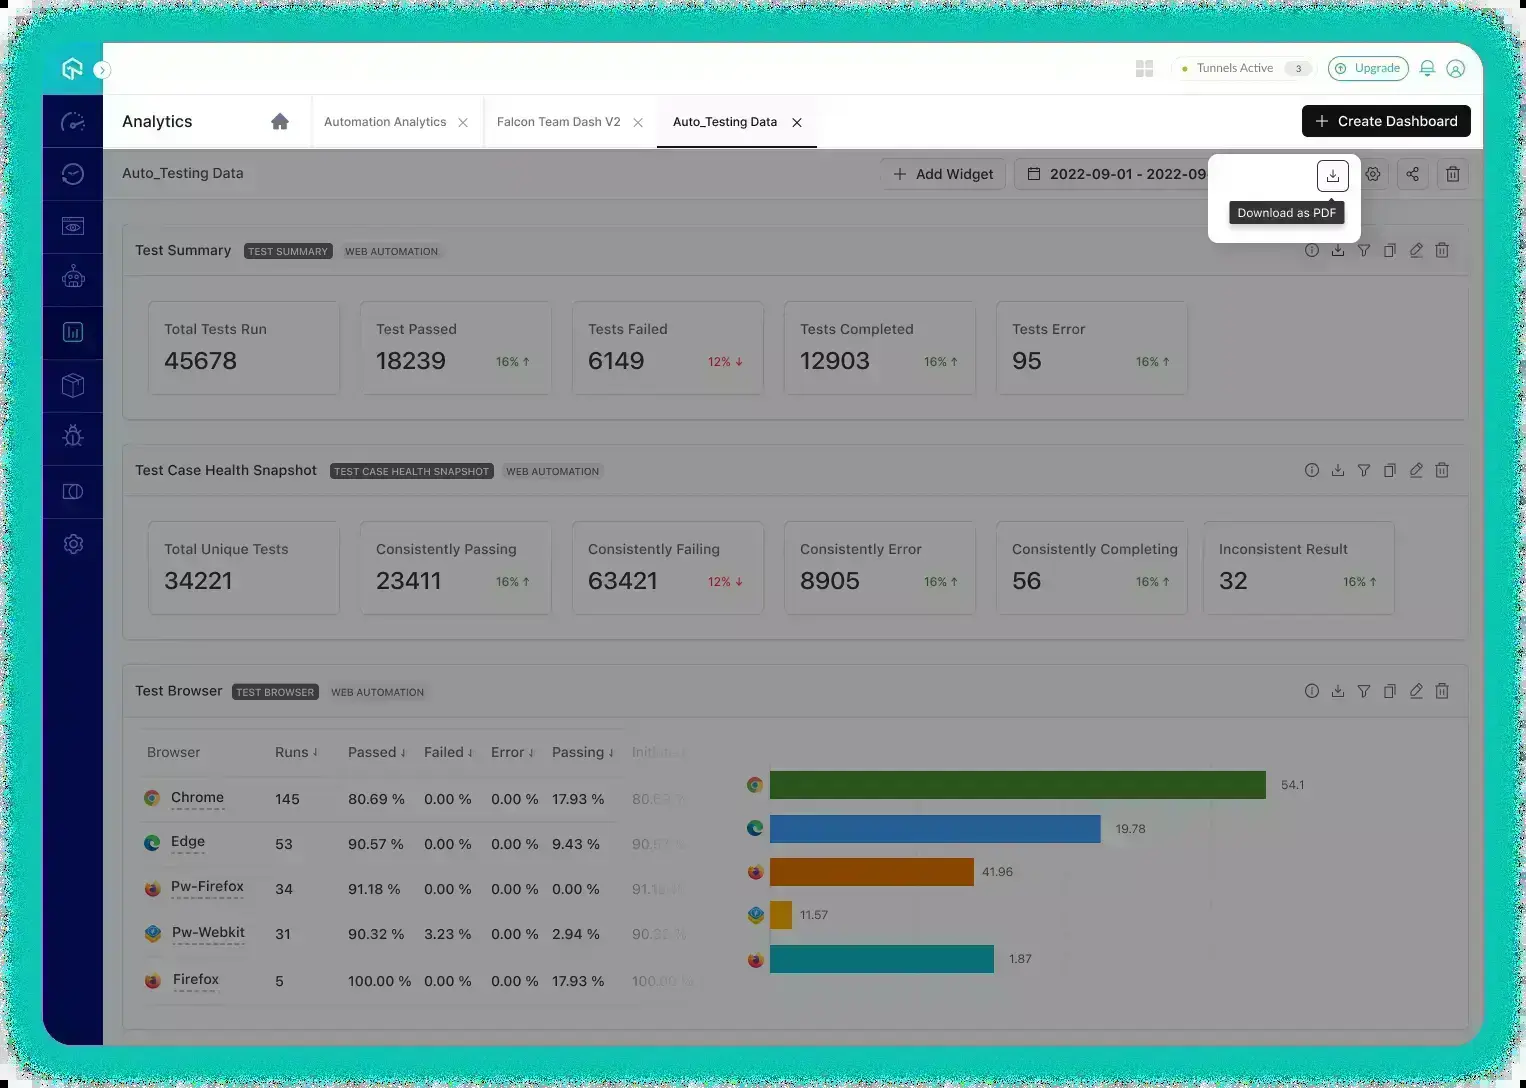 Tunnels Active 3 Upgrade
Analytics Automation Analytics Falcon Team Dash V2 Auto_Testing Data Create Dashboard
Auto_Testing Data Add Widget 2022-09-01 - 2022-09
Download as PDF
Test Summary TEST SUMMARY WEB AUTOMATION
Total Tests Run Test Passed Tests Failed Tests Completed Tests Error
45678 18239 16% ↑ 6149 12% ↓ 12903 16% ↑ 95 16% ↑
Test Case Health Snapshot TEST CASE HEALTH SNAPSHOT WEB AUTOMATION
Total Unique Tests Consistently Passing Consistently Failing Consistently Error Consistently Completing Inconsistent Result
34221 23411 16% ↑ 63421 12% ↓ 8905 16% ↑ 56 16% ↑ 32 16% ↑
Test Browser TEST BROWSER WEB AUTOMATION
Browser Runs ↓ Passed ↓ Failed ↓ Error ↓ Passing ↓
Chrome 145 80.69 % 0.00 % 0.00 % 17.93 %
Edge 53 90.57 % 0.00 % 0.00 % 9.43 %
Pw-Firefox 34 91.18 % 0.00 % 0.00 % 0.00 %
Pw-Webkit 31 90.32 % 3.23 % 0.00 % 2.94 %
Firefox 5 100.00 % 0.00 % 0.00 % 17.93 %
54.1
19.78
41.96
11.57
1.87